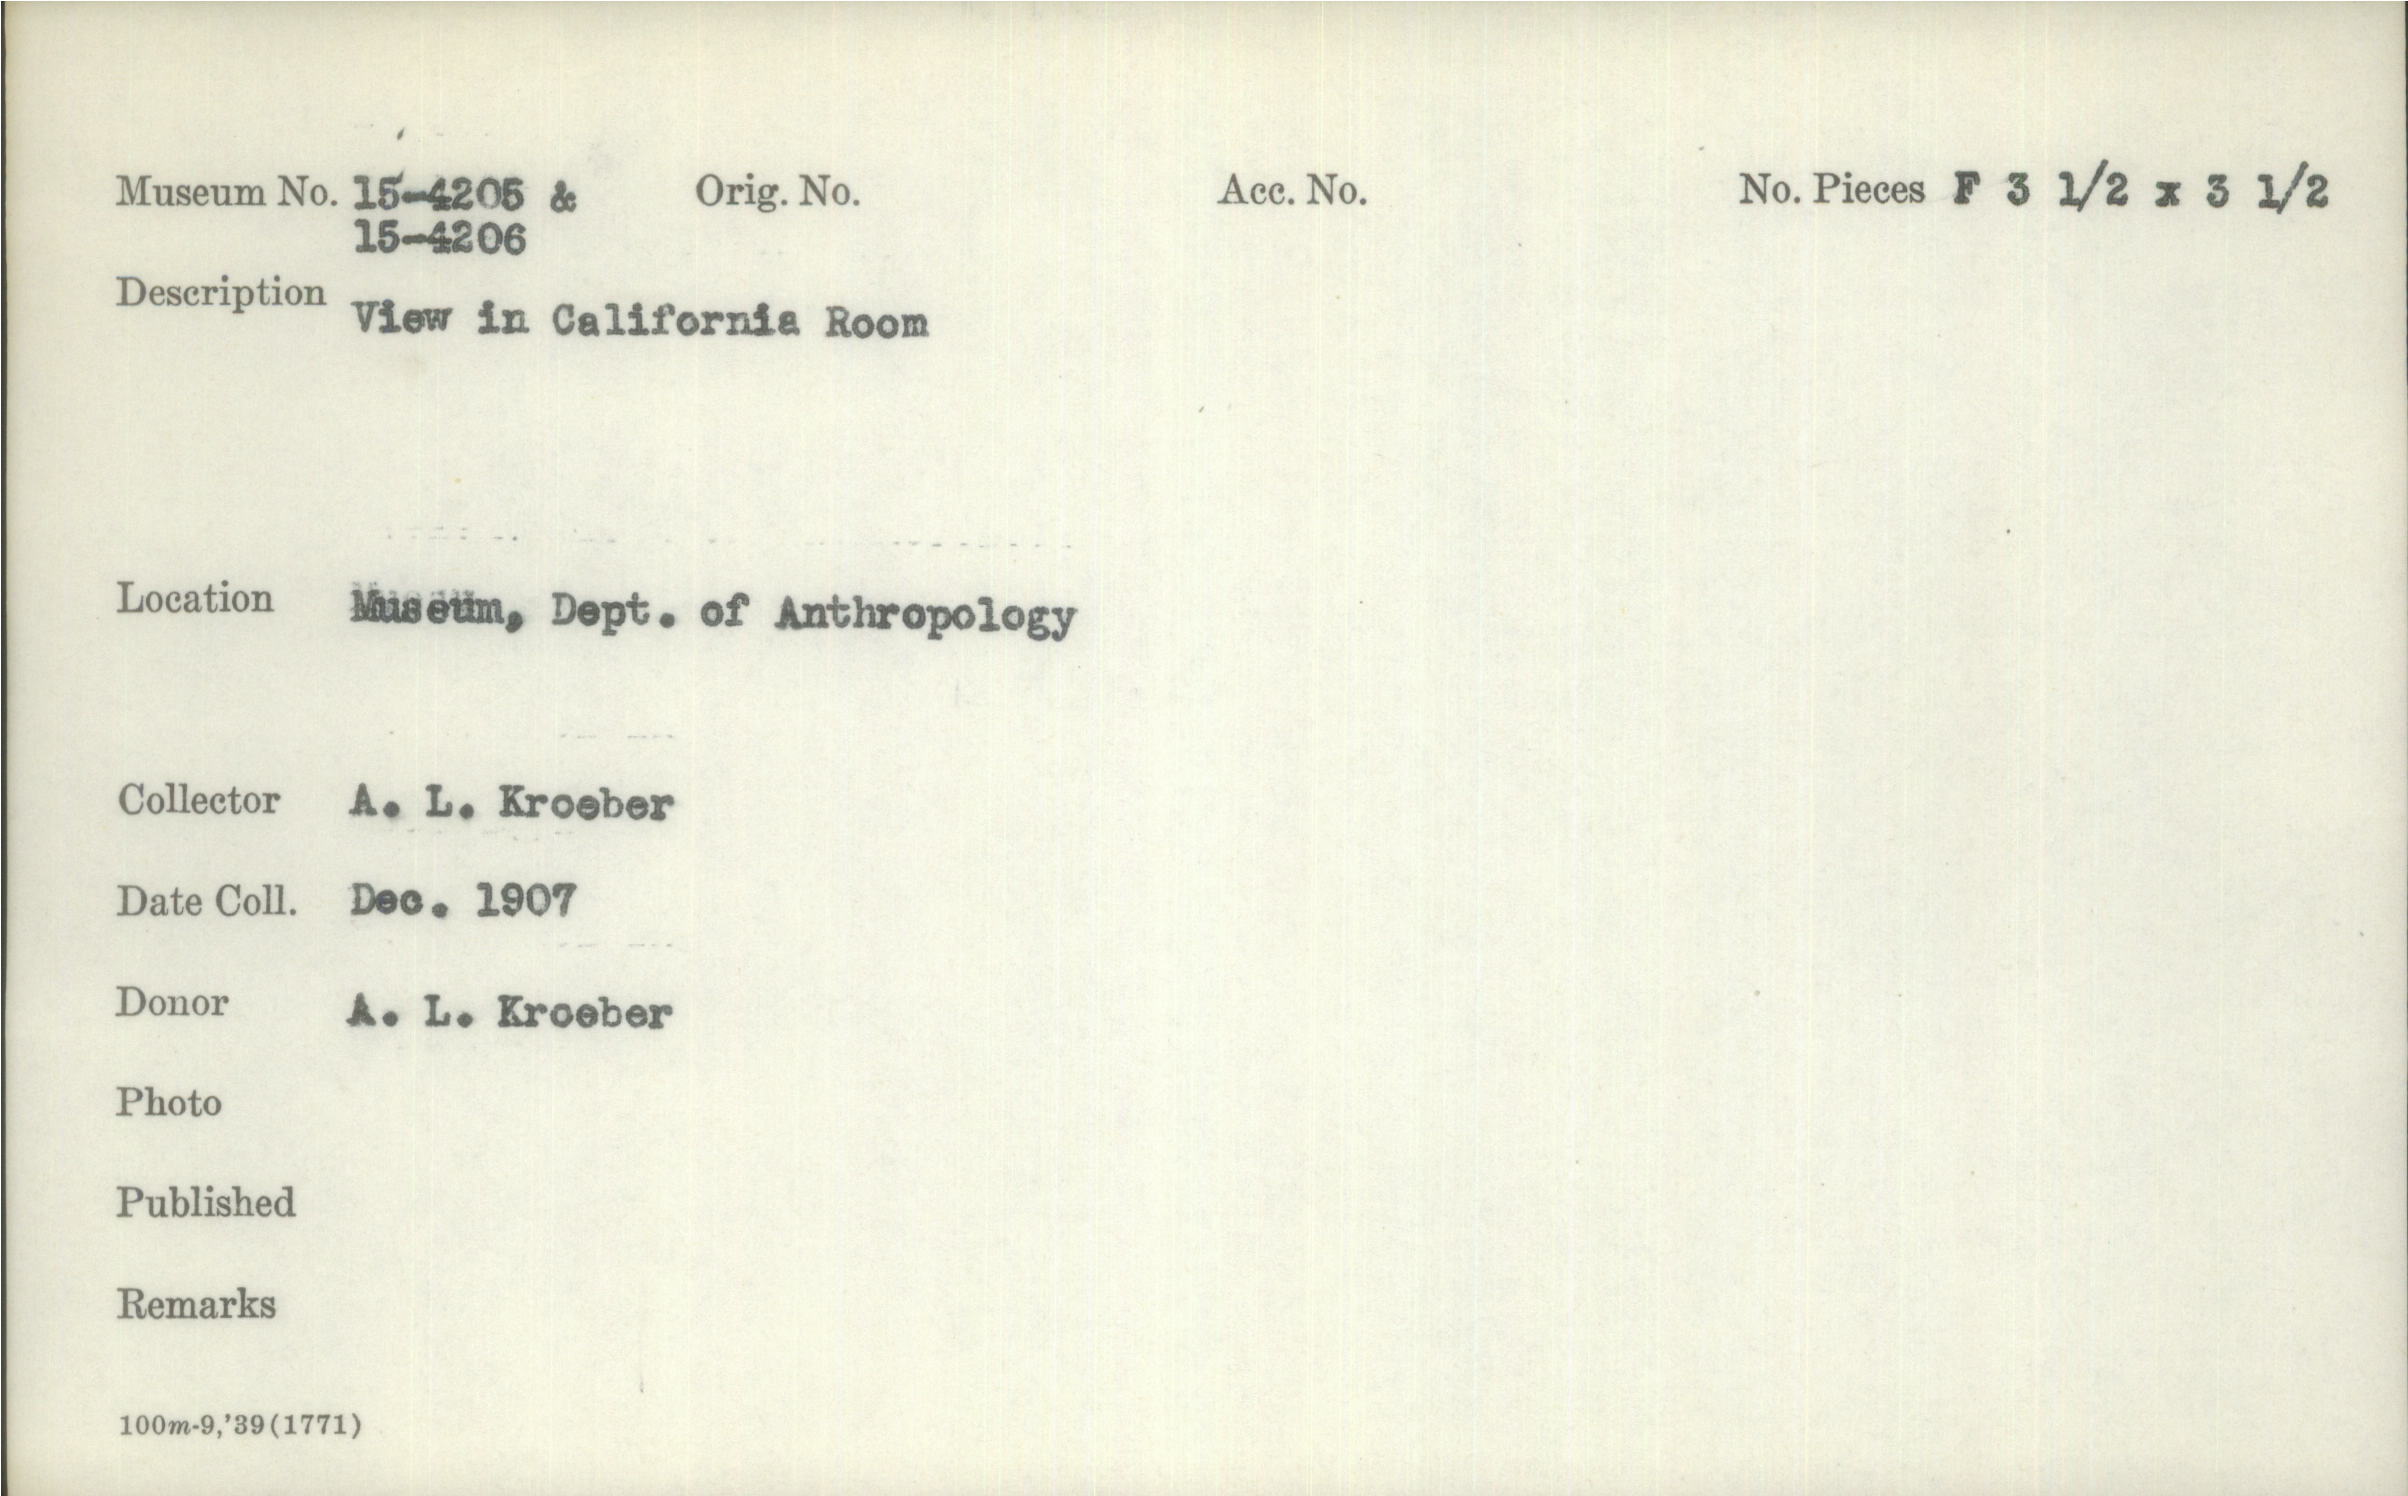 Museum No. 15-4205 & Orig. No. Acc. No. No. Pieces F 3 1/2 x 3 1/2
15-4206
Description View in California Room
Location Museum, Dept. of Anthropology
Collector A. L. Kroeber
Date Coll. Dec. 1907
Donor A. L. Kroeber
Photo
Published
Remarks
100m-9,'39(1771)